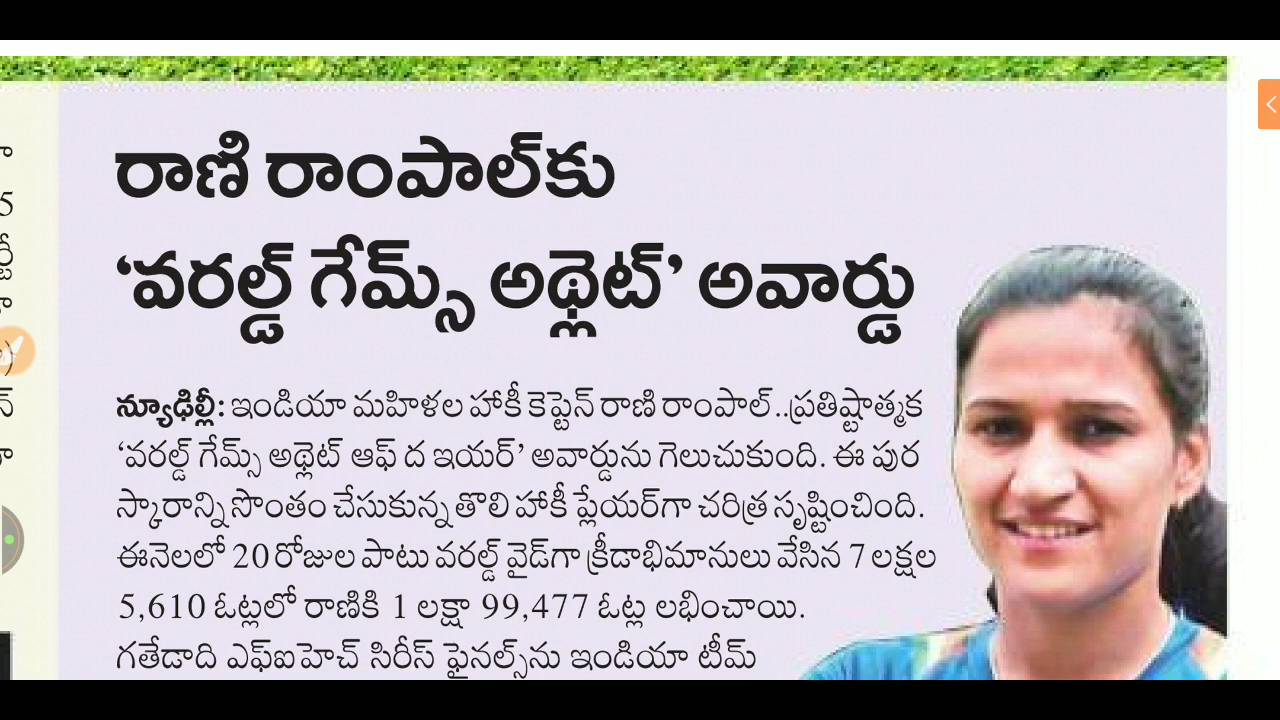 రాణి రాంపాల్‌కు
‘వరల్డ్ గేమ్స్ అథ్లెట్’ అవార్డు
న్యూఢిల్లీ: ఇండియా మహిళల హాకీ కెప్టెన్ రాణి రాంపాల్..ప్రతిష్టాత్మక
‘వరల్డ్ గేమ్స్ అథ్లెట్ ఆఫ్ ద ఇయర్’ అవార్డును గెలుచుకుంది. ఈ పుర
స్కారాన్ని సొంతం చేసుకున్న తొలి హాకీ ప్లేయర్‌గా చరిత్ర సృష్టించింది.
ఈనెలలో 20 రోజుల పాటు వరల్డ్ వైడ్‌గా క్రీడాభిమానులు వేసిన 7 లక్షల
5,610 ఓట్లలో రాణికి 1 లక్షా 99,477 ఓట్ల లభించాయి.
గతేడాది ఎఫ్ఐహెచ్ సిరీస్ ఫైనల్స్‌ను ఇండియా టీమ్